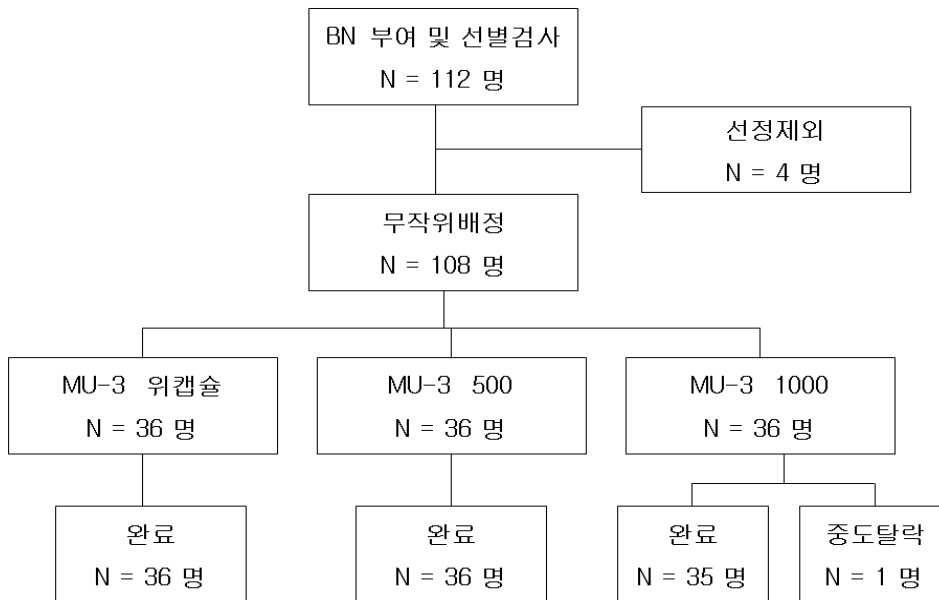 BN 부여 및 선별검사
N = 112 명
선정제외
N = 4 명
무작위배정
N = 108 명
MU-3 위캡슐
N = 36 명
MU-3 500
N = 36 명
MU-3 1000
N = 36 명
완료
N = 36 명
완료
N = 36 명
완료
N = 35 명
중도탈락
N = 1 명